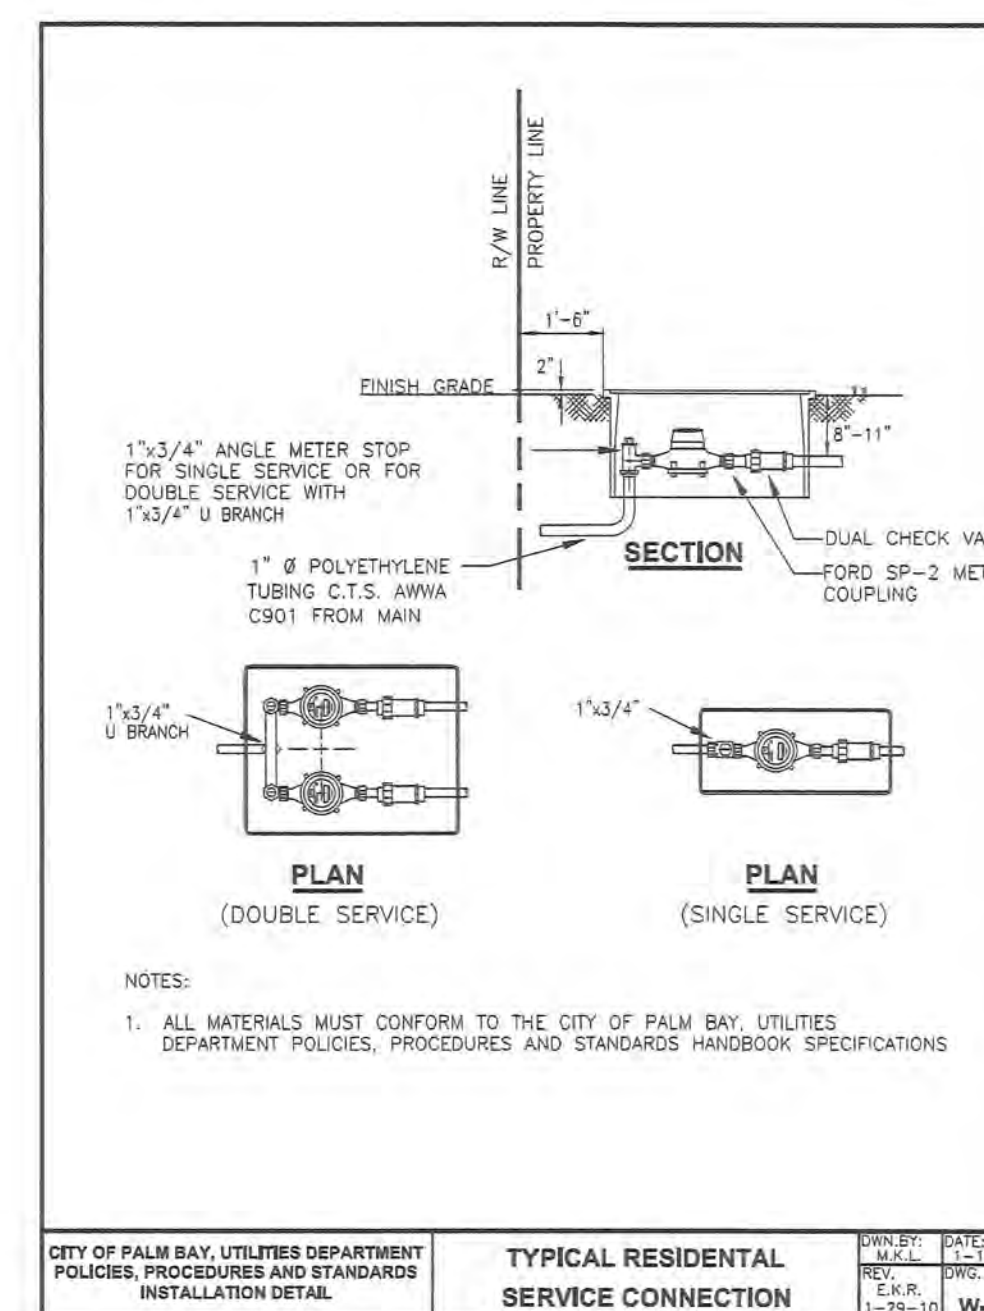 R/W LINE
PROPERTY LINE
1'-6"
2"
FINISH GRADE
8"-11"
1"x3/4" ANGLE METER STOP
FOR SINGLE SERVICE OR FOR
DOUBLE SERVICE WITH
1"x3/4" U BRANCH
SECTION
DUAL CHECK
FORD SP-2
COUPLING
1" Ø POLYETHYLENE
TUBING C.T.S. AWWA
C901 FROM MAIN
1"x3/4"
U BRANCH
1"x3/4"
PLAN
(DOUBLE SERVICE)
PLAN
(SINGLE SERVICE)
NOTES:
1. ALL MATERIALS MUST CONFORM TO THE CITY OF PALM BAY, UTILITIES
DEPARTMENT POLICIES, PROCEDURES AND STANDARDS HANDBOOK SPECIFICATIONS
CITY OF PALM BAY, UTILITIES DEPARTMENT
POLICIES, PROCEDURES AND STANDARDS
INSTALLATION DETAIL
TYPICAL RESIDENTAL
SERVICE CONNECTION
DWN.BY:
M.K.L.
REV.
E.K.R.
1-29-10
DATE:
DWG.